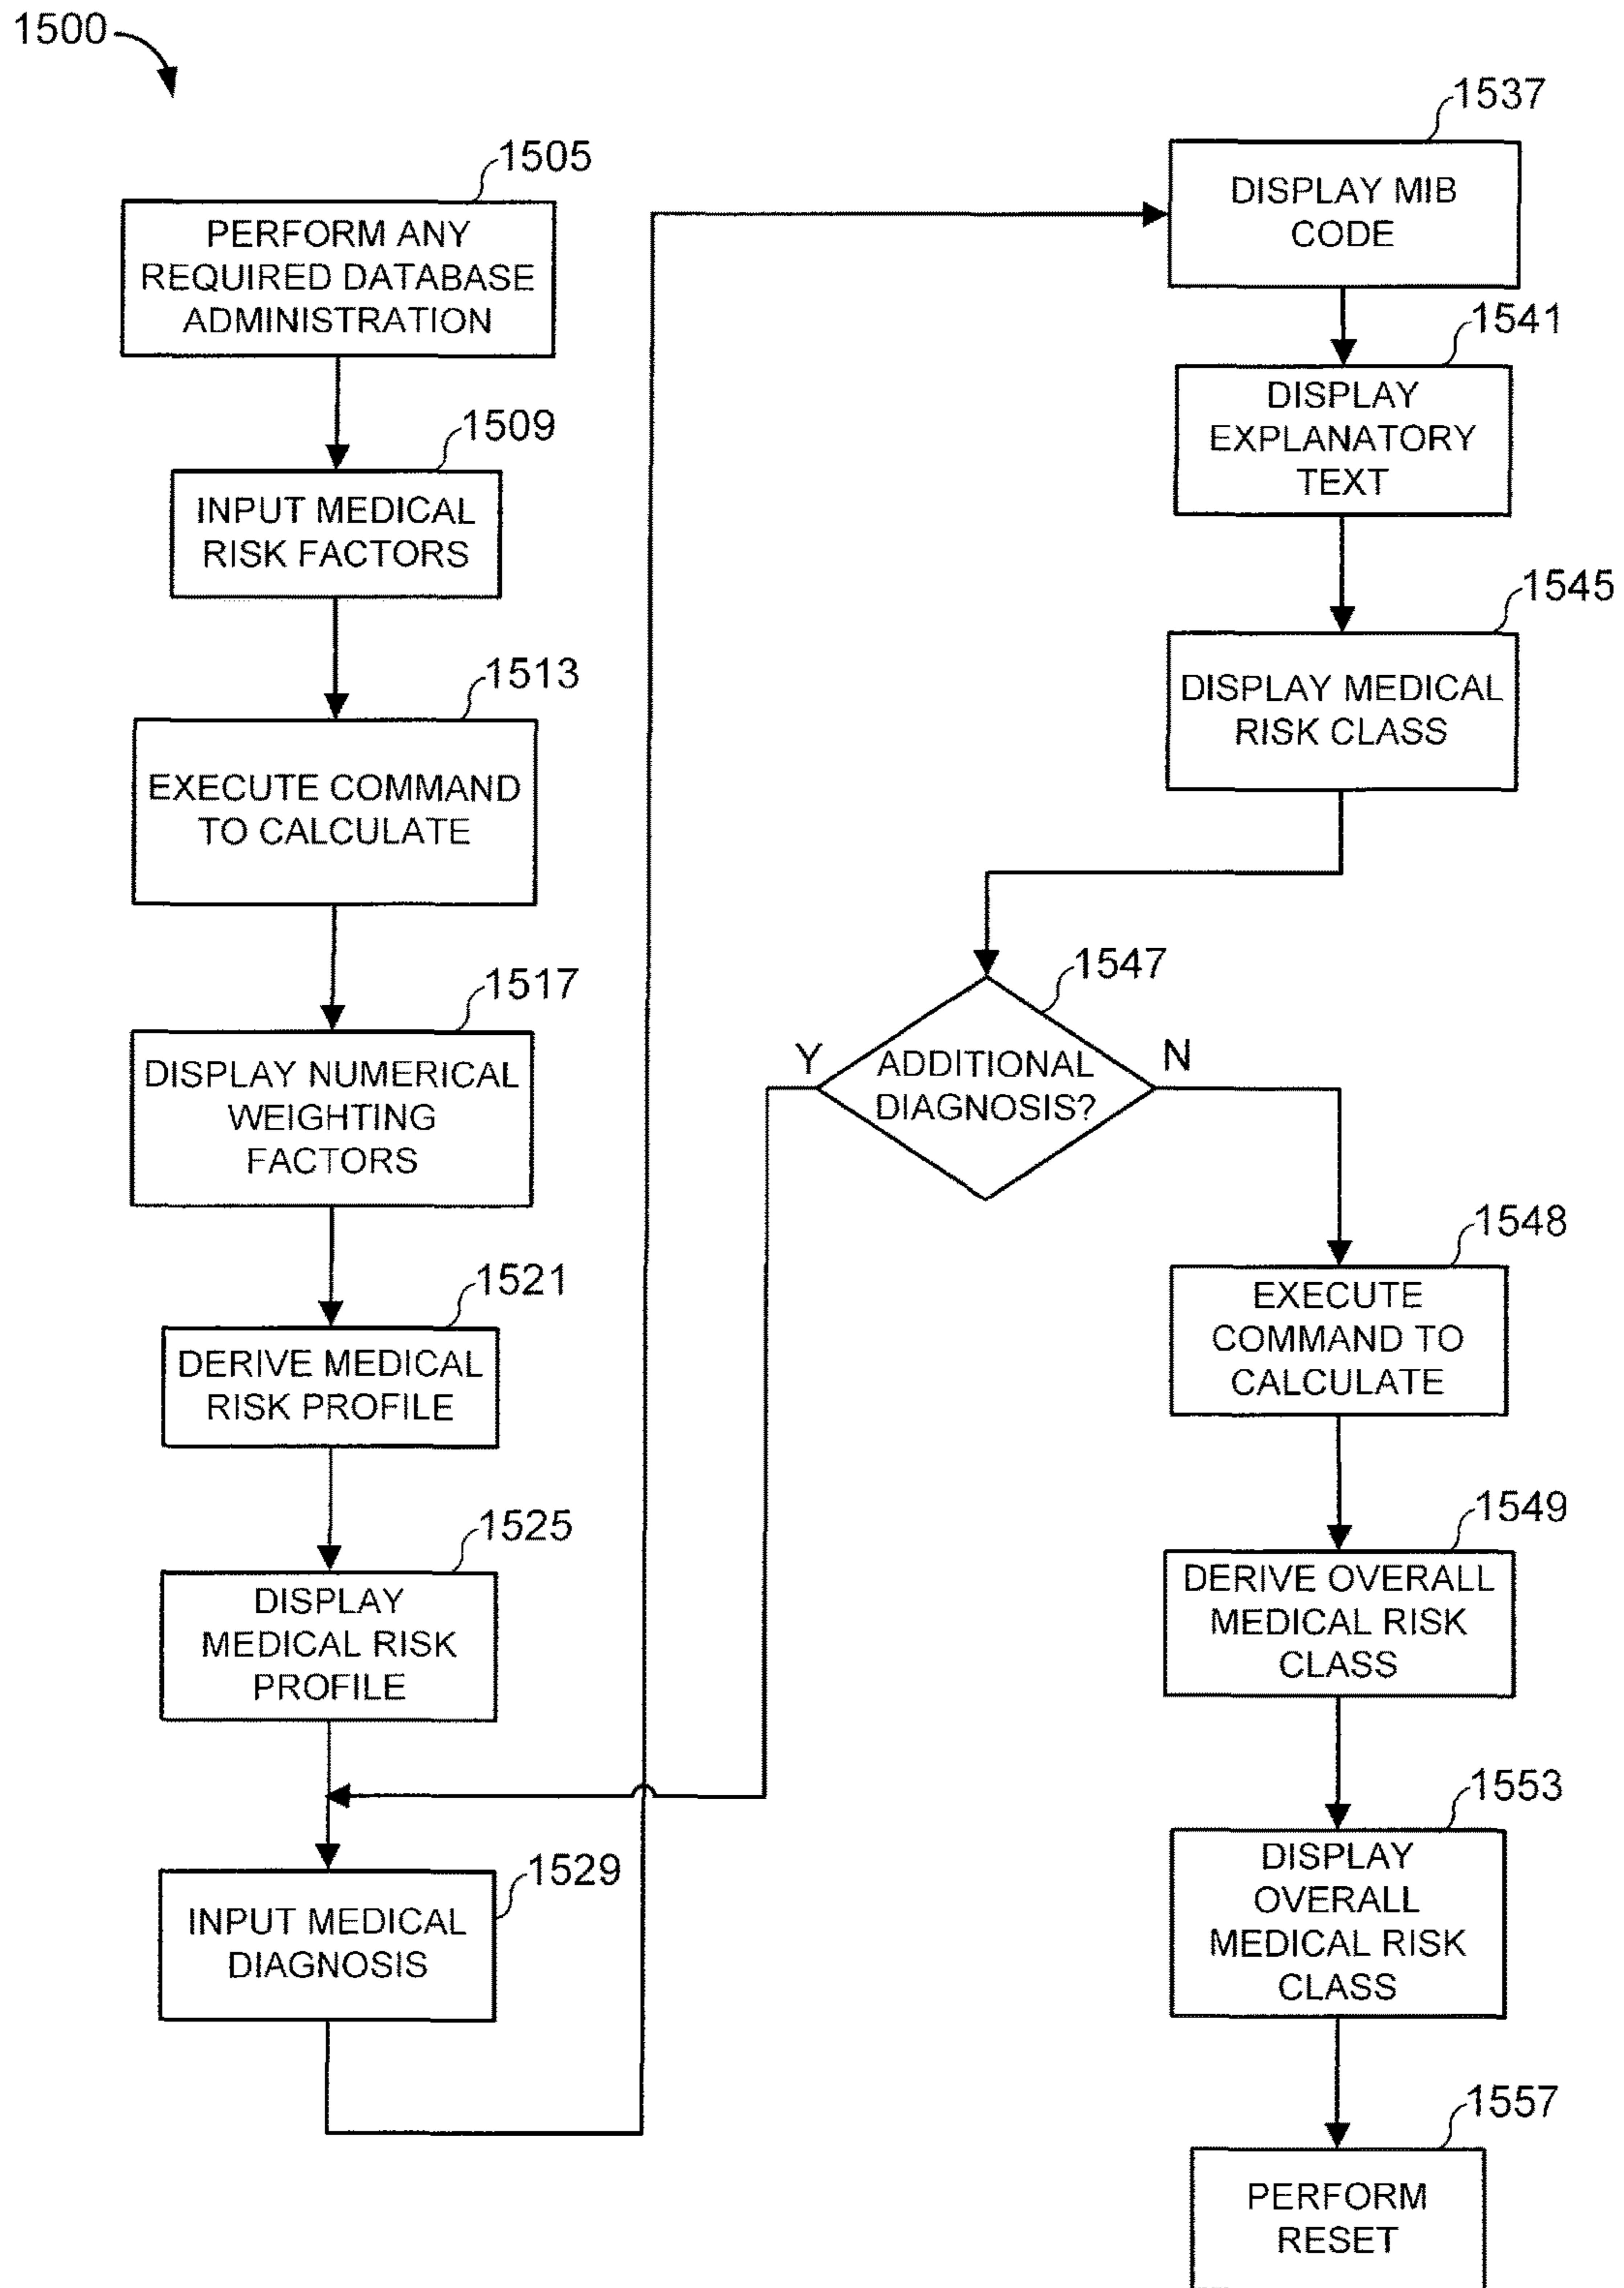 1500
1505
PERFORM ANY
REQUIRED DATABASE
ADMINISTRATION
1509
INPUT MEDICAL
RISK FACTORS
1513
EXECUTE COMMAND
TO CALCULATE
1517
DISPLAY NUMERICAL
WEIGHTING
FACTORS
1521
DERIVE MEDICAL
RISK PROFILE
1525
DISPLAY
MEDICAL RISK
PROFILE
1529
INPUT MEDICAL
DIAGNOSIS
1537
DISPLAY MIB
CODE
1541
DISPLAY
EXPLANATORY
TEXT
1545
DISPLAY MEDICAL
RISK CLASS
1547
Y
ADDITIONAL
DIAGNOSIS?
N
1548
EXECUTE
COMMAND TO
CALCULATE
1549
DERIVE OVERALL
MEDICAL RISK
CLASS
1553
DISPLAY
OVERALL
MEDICAL RISK
CLASS
1557
PERFORM
RESET